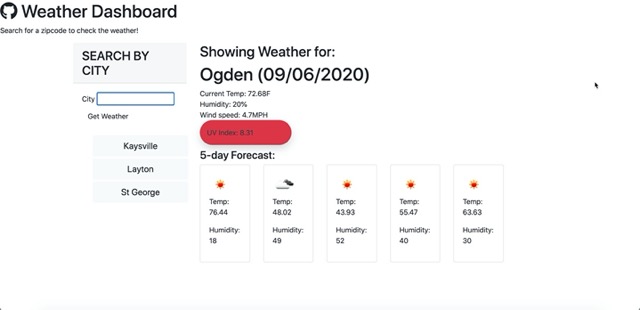 Weather Dashboard
Search for a zipcode to check the weather!
SEARCH BY
CITY
City
Get Weather
Kaysville
Layton
St George
Showing Weather for:
Ogden (09/06/2020)
Current Temp: 72.68F
Humidity: 20%
Wind speed: 4.7MPH
UV Index: 8.31
5-day Forecast:
Temp:
76.44
Humidity:
18
Temp:
48.02
Humidity:
49
Temp:
43.93
Humidity:
52
Temp:
55.47
Humidity:
40
Temp:
63.63
Humidity:
30